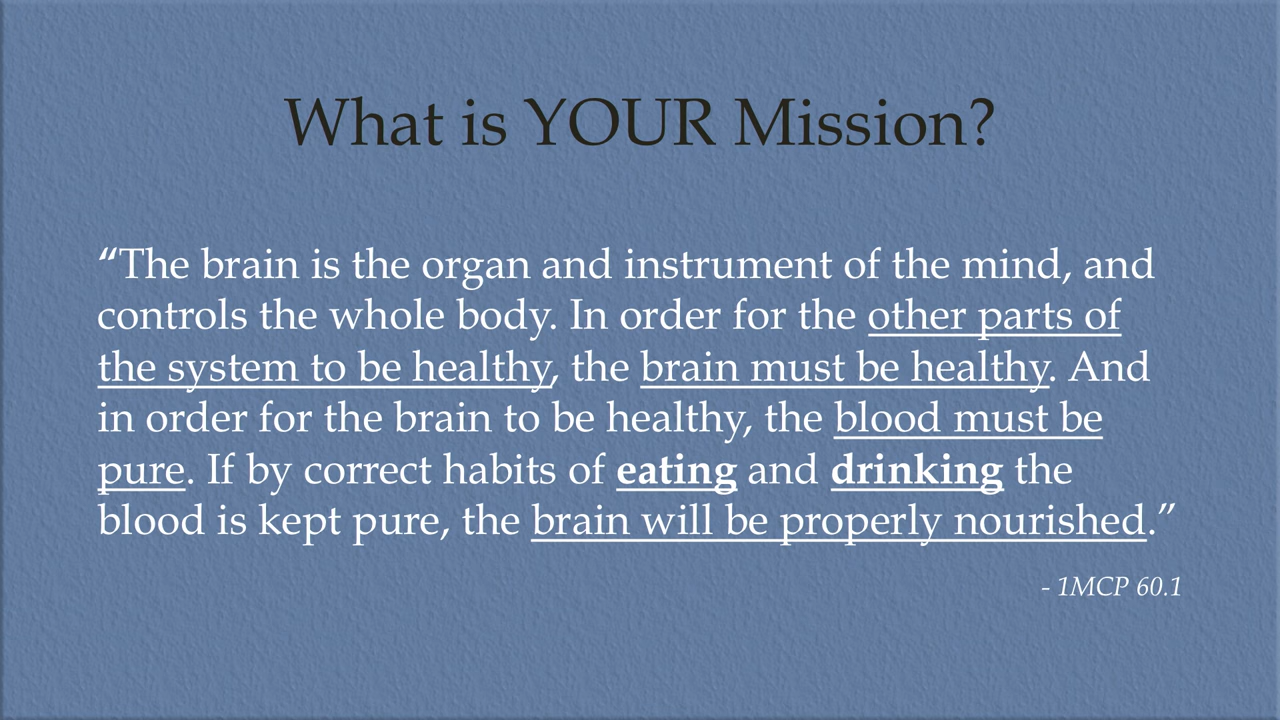 What is YOUR Mission?
“The brain is the organ and instrument of the mind, and
controls the whole body. In order for the other parts of
the system to be healthy, the brain must be healthy. And
in order for the brain to be healthy, the blood must be
pure. If by correct habits of eating and drinking the
blood is kept pure, the brain will be properly nourished.”
- 1MCP 60.1